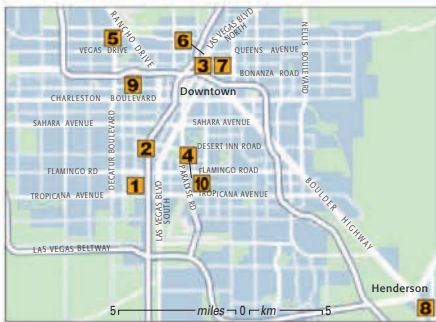 RANCHO DRIVE
5
6
LAS VEGAS BLVD
NORTH
NELLIS BOULEVARD
VEGAS DRIVE
QUEENS AVENUE
3
7
BONANZA ROAD
9
Downtown
CHARLESTON BOULEVARD
SAHARA AVENUE
SAHARA AVENUE
DECATUR BOULEVARD
2
4
DESERT INN ROAD
FLAMINGO RD
FLAMINGO ROAD
PARADISE RD
1
10
TROPICANA AVENUE
TROPICANA AVENUE
LAS VEGAS BLVD
SOUTH
BOULDER HIGHWAY
LAS VEGAS BELTWAY
Henderson
8
5 miles 0 km 5